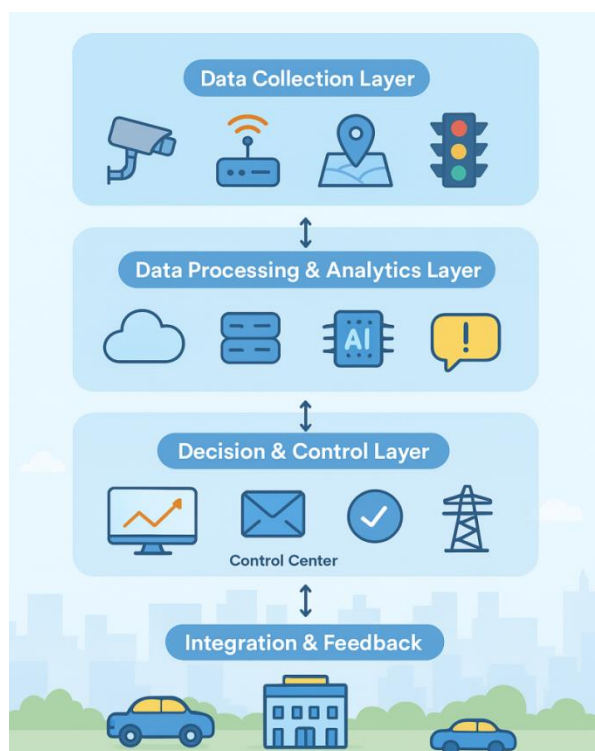 Data Collection Layer
Data Processing & Analytics Layer
AI
!
Decision & Control Layer
Control Center
Integration & Feedback